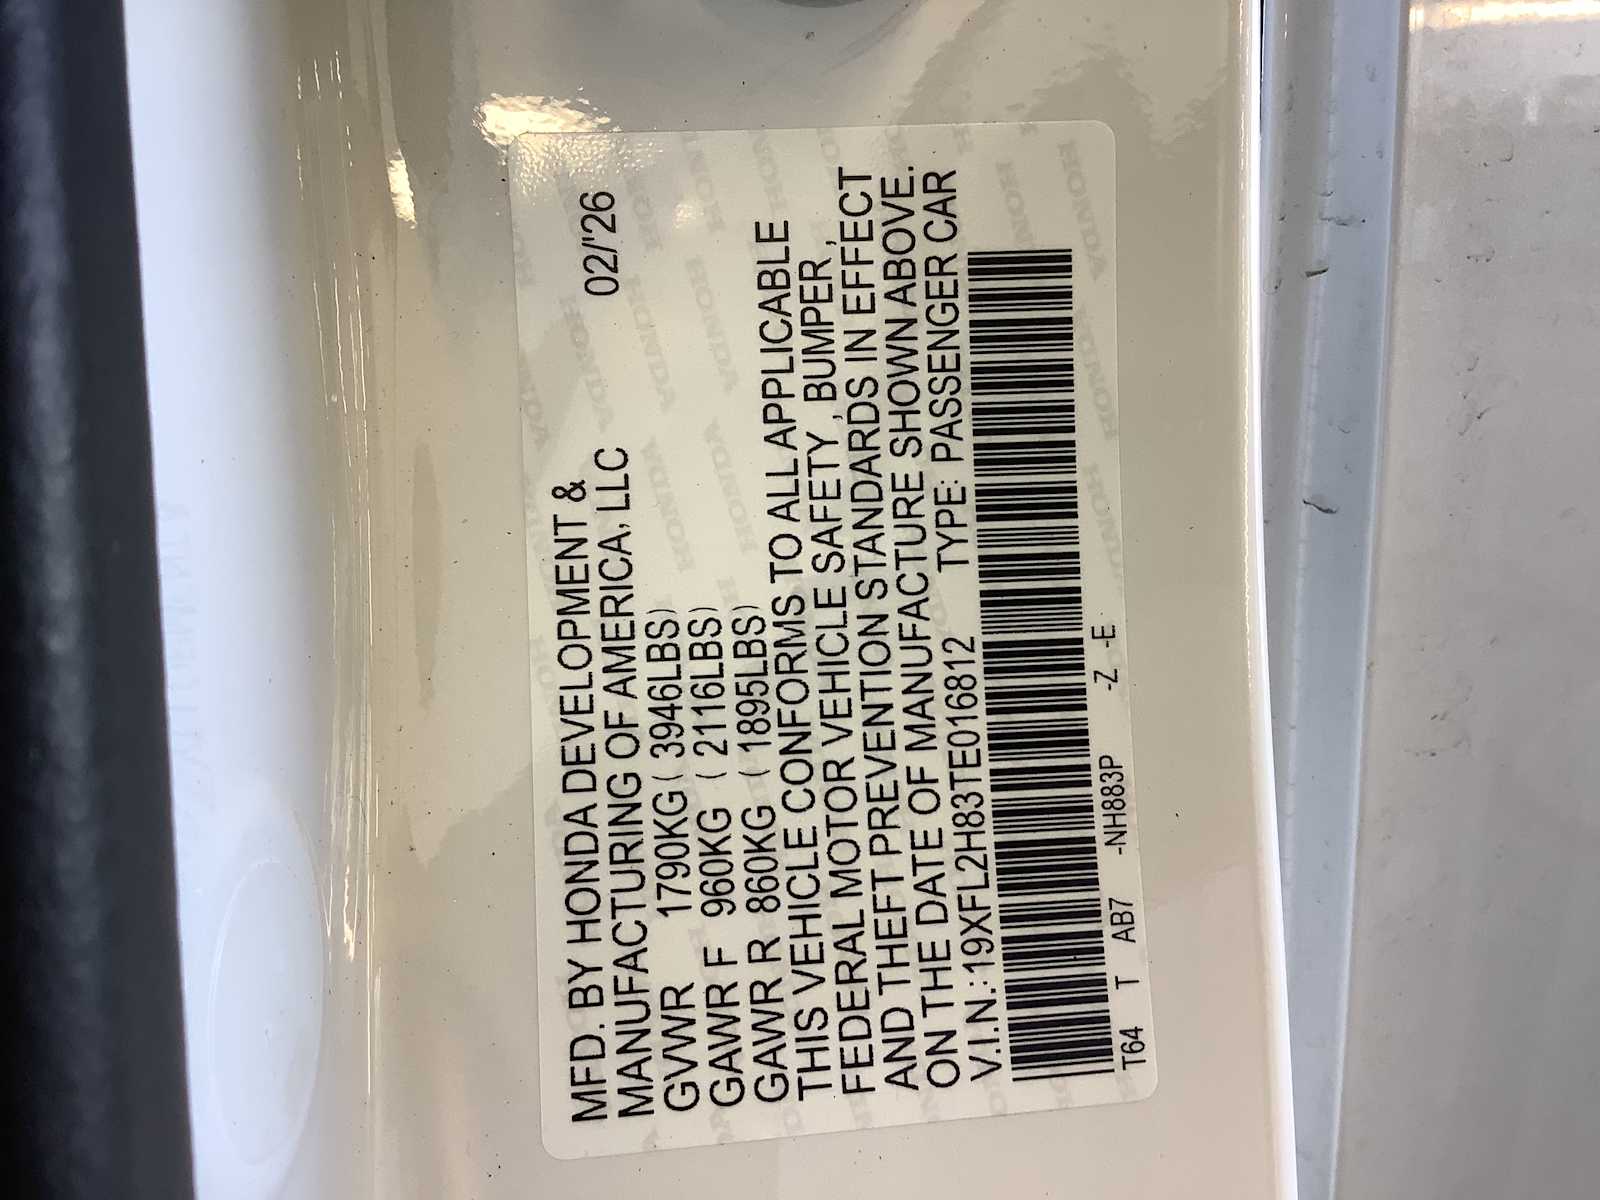 MFD. BY HONDA DEVELOPMENT &
MANUFACTURING OF AMERICA, LLC 02/'26
GVWR 1790KG ( 3946LBS)
GAWR F 960KG ( 2116LBS)
GAWR R 860KG ( 1895LBS)
THIS VEHICLE CONFORMS TO ALL APPLICABLE
FEDERAL MOTOR VEHICLE SAFETY , BUMPER ,
AND THEFT PREVENTION STANDARDS IN EFFECT
ON THE DATE OF MANUFACTURE SHOWN ABOVE.
V.I.N.:19XFL2H83TE016812 TYPE: PASSENGER CAR
T64 T AB7 -NH883P -Z -E